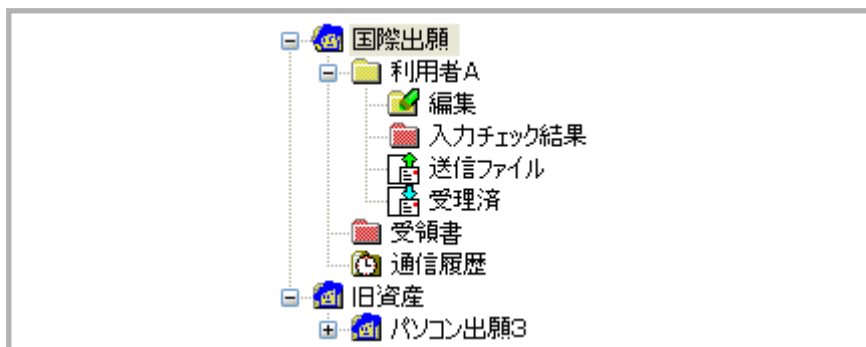 国際出願
利用者A
編集
入力チェック結果
送信ファイル
受理済
受領書
通信履歴
旧資産
パソコン出願3